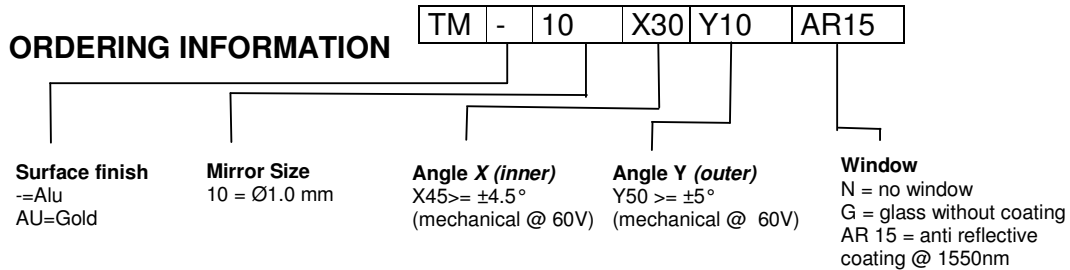 TM - 10 X30 Y10 AR15
ORDERING INFORMATION
Surface finish
-=Alu
AU=Gold
Mirror Size
10 = Ø1.0 mm
Angle X (inner)
X45>= ±4.5°
(mechanical @ 60V)
Angle Y (outer)
Y50 >= ±5°
(mechanical @ 60V)
Window
N = no window
G = glass without coating
AR 15 = anti reflective
coating @ 1550nm